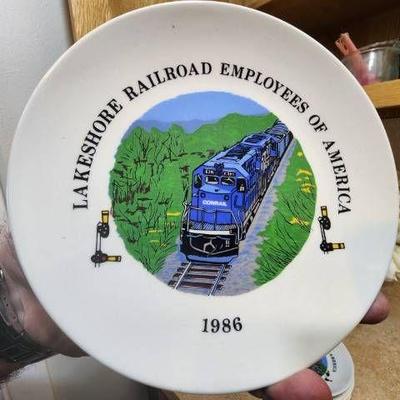 LAKESHORE RAILROAD EMPLOYEES OF AMERICA
CONRAIL
1986